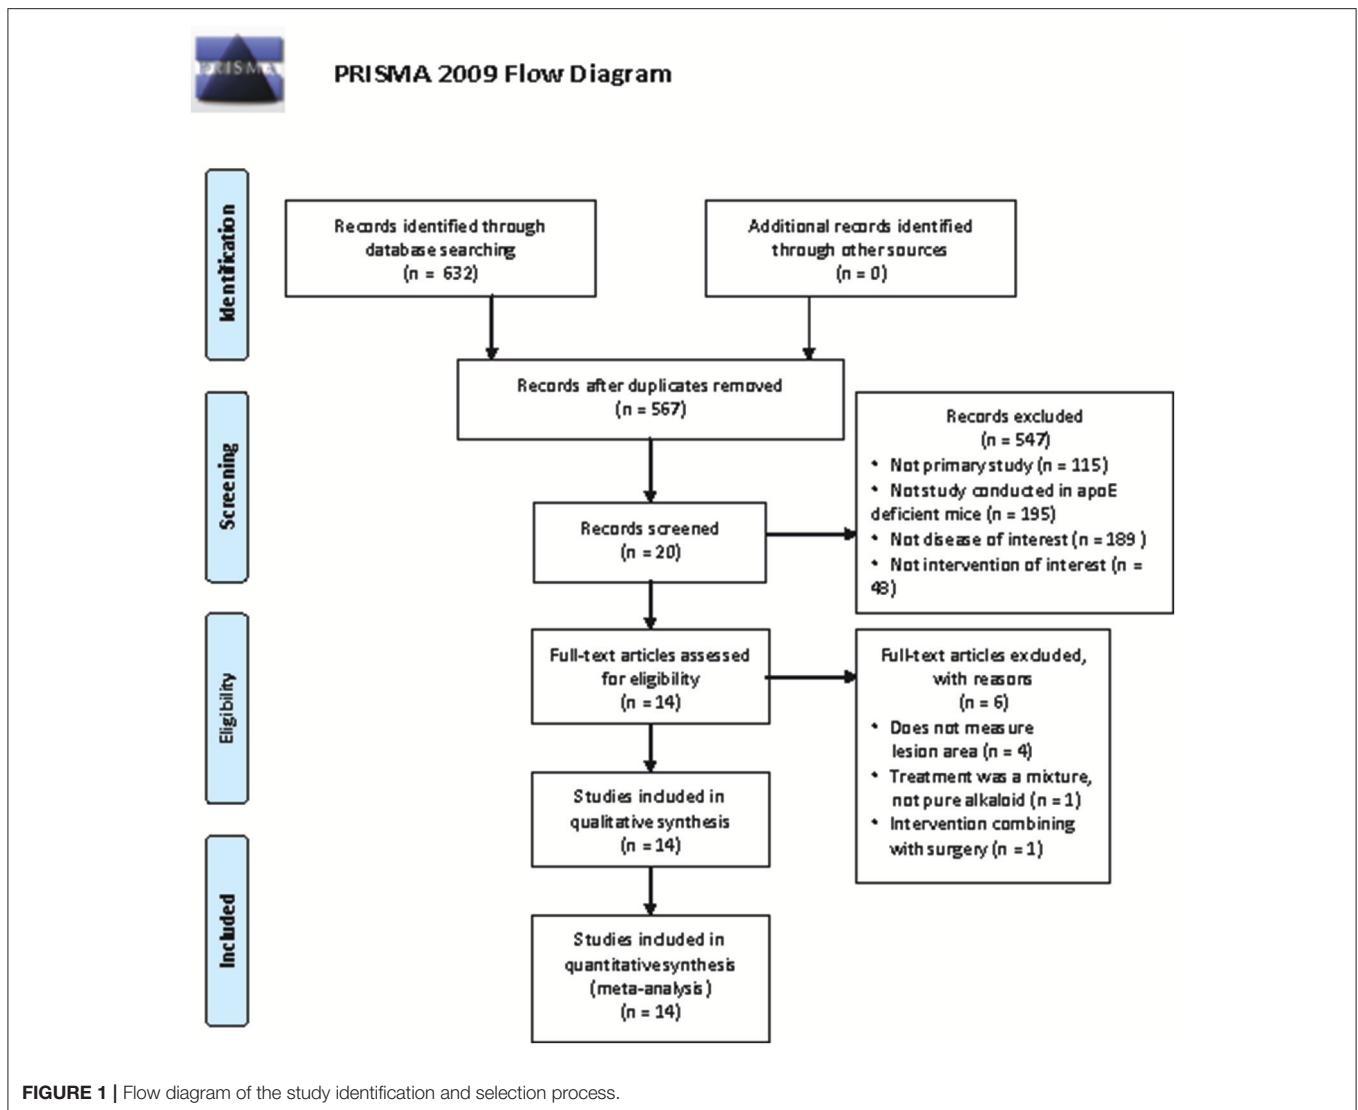 PRISMA
PRISMA 2009 Flow Diagram
Identification
Records identified through
database searching
(n = 632)
Additional records identified
through other sources
(n = 0)
Records after duplicates removed
(n = 567)
Screening
Records screened
(n = 20)
Records excluded
(n = 547)
• Not primary study (n = 115)
• Not study conducted in apoE
deficient mice (n = 195)
• Not disease of interest (n = 189 )
• Not intervention of interest (n =
48)
Eligibility
Full-text articles assessed
for eligibility
(n = 14)
Full-text articles excluded,
with reasons
(n = 6)
• Does not measure
lesion area (n = 4)
• Treatment was a mixture,
not pure alkaloid (n = 1)
• Intervention combining
with surgery (n = 1)
Studies included in
qualitative synthesis
(n = 14)
Included
Studies included in
quantitative synthesis
(meta-analysis)
(n = 14)
FIGURE 1 | Flow diagram of the study identification and selection process.